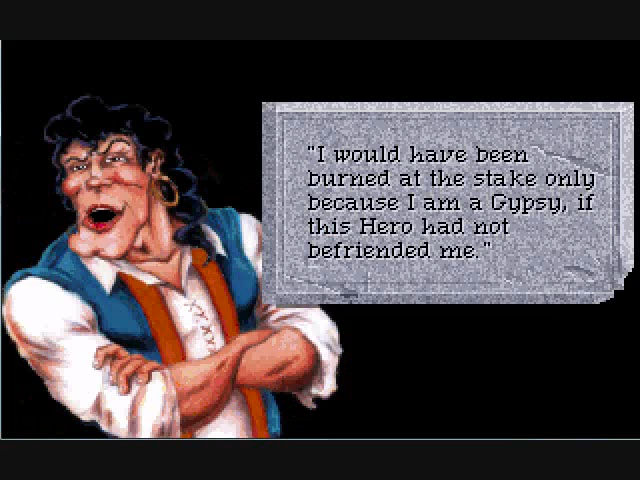 "I would have been
burned at the stake only
because I am a Gypsy, if
this Hero had not
befriended me."